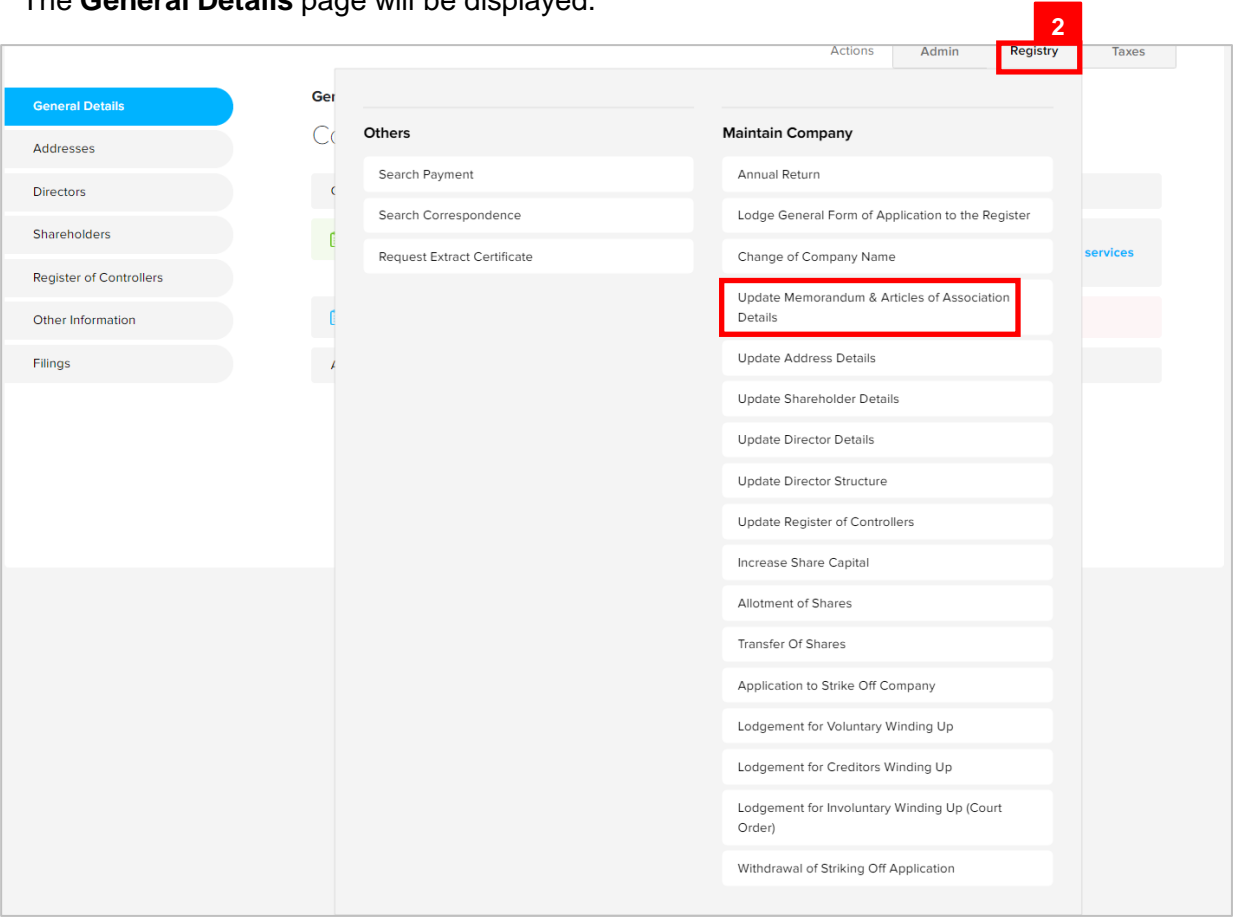 The General Details page will be displayed.
2
Actions
Admin
Registry
Taxes
General Details
Addresses
Directors
Shareholders
Register of Controllers
Other Information
Filings
Others
Search Payment
Search Correspondence
Request Extract Certificate
Maintain Company
Annual Return
Lodge General Form of Application to the Register
Change of Company Name
Update Memorandum & Articles of Association
Details
Update Address Details
Update Shareholder Details
Update Director Details
Update Director Structure
Update Register of Controllers
Increase Share Capital
Allotment of Shares
Transfer Of Shares
Application to Strike Off Company
Lodgement for Voluntary Winding Up
Lodgement for Creditors Winding Up
Lodgement for Involuntary Winding Up (Court
Order)
Withdrawal of Striking Off Application
services